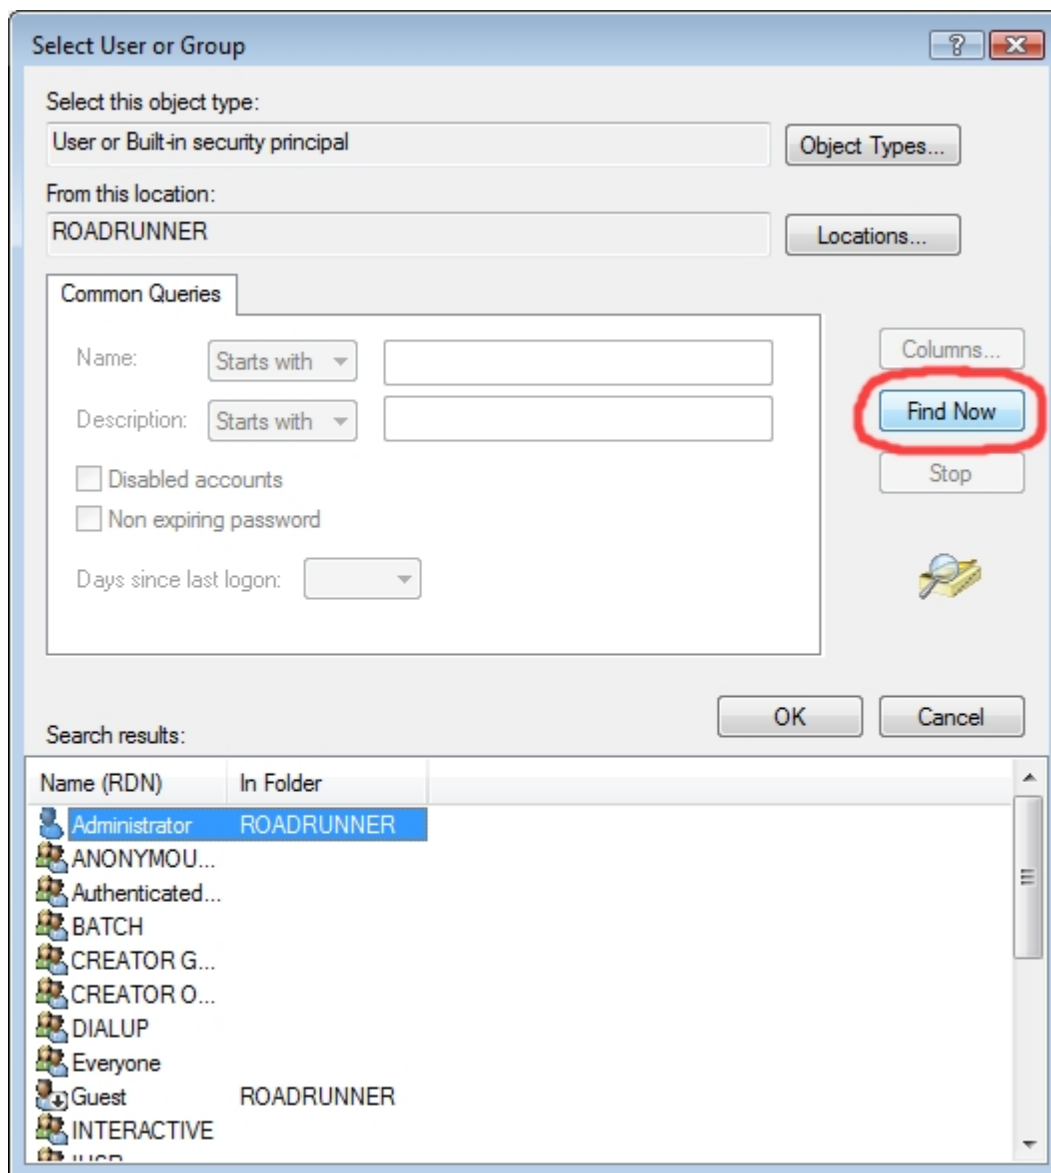 Select User or Group
Select this object type:
User or Built-in security principal
Object Types...
From this location:
ROADRUNNER
Locations...
Common Queries
Name: Starts with
Columns...
Description: Starts with
Find Now
Disabled accounts
Stop
Non expiring password
Days since last logon:
OK Cancel
Search results:
Name (RDN) In Folder
Administrator ROADRUNNER
ANONYMOU...
Authenticated...
BATCH
CREATOR G...
CREATOR O...
DIALUP
Everyone
Guest ROADRUNNER
INTERACTIVE